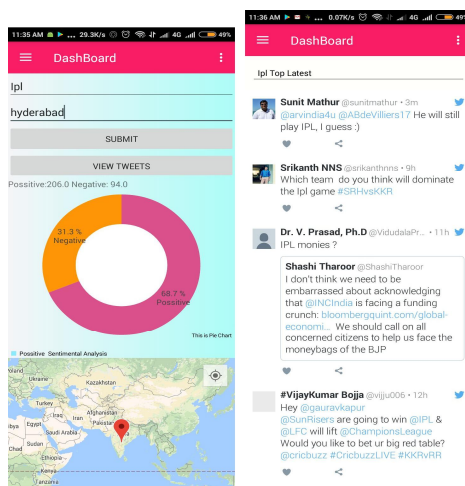 11:35 AM ... 29.3K/s 4G 49%
DashBoard
Ipl
hyderabad
SUBMIT
VIEW TWEETS
Possitive:206.0 Negative: 94.0
31.3 %
Negative
68.7 %
Possitive
This is Pie Chart
Possitive Sentimental Analysis
Poland
Ukraine
Kazakhstan
Turkey
Iraq
Iran
Afghanistan
Pakistan
Libya
Egypt
Saudi Arabia
India
Chad
Sudan
Ethiopia
Kenya
Tanzania
11:36 AM ... 0.07K/s 4G 49%
DashBoard
Ipl Top Latest
Sunit Mathur @sunitmathur • 3m
@arvindia4u @ABdeVilliers17 He will still
play IPL, I guess :)
Srikanth NNS @srikanthnns • 9h
Which team do you think will dominate
the Ipl game #SRHvsKKR
Dr. V. Prasad, Ph.D @VidudalaPr... • 11h
IPL monies ?
Shashi Tharoor @ShashiTharoor
I don't think we need to be
embarrassed about acknowledging
that @INCIndia is facing a funding
crunch: bloombergquint.com/global-
economi... We should call on all
concerned citizens to help us face the
moneybags of the BJP
#VijayKumar Bojja @vijju006 • 12h
Hey @gauravkapur
@SunRisers are going to win @IPL &
@LFC will lift @ChampionsLeague
Would you like to bet ur big red table?
@cricbuzz #CricbuzzLIVE #KKRvRR